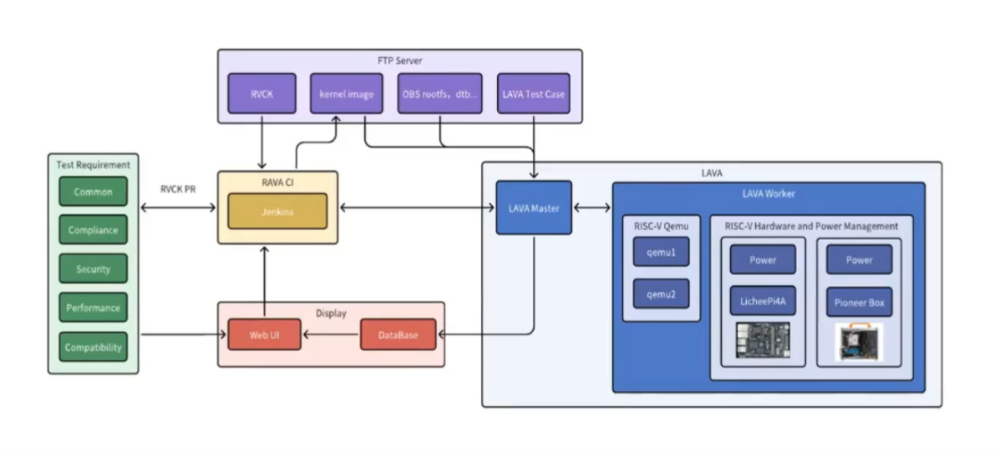 FTP Server
RVCK
kernel image
OBS rootfs，dtb...
LAVA Test Case
Test Requirement
Common
Compliance
Security
Performance
Compatibility
RVCK PR
RAVA CI
Jenkins
Display
Web UI
DataBase
LAVA
LAVA Master
LAVA Worker
RISC-V Qemu
qemu1
qemu2
RISC-V Hardware and Power Management
Power
LicheePi4A
Power
Pioneer Box